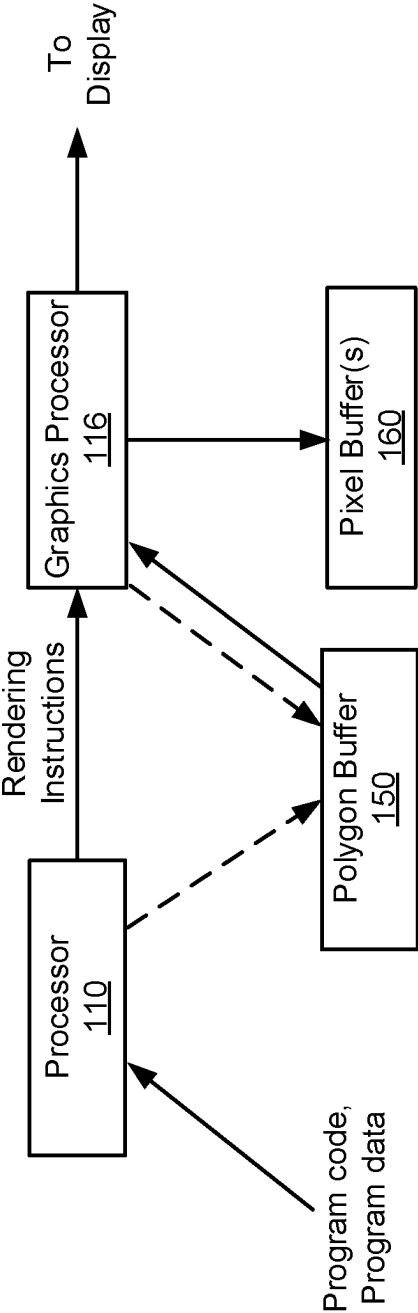 Program code,
Program data
Processor
110
Rendering
Instructions
Graphics Processor
116
To
Display
Polygon Buffer
150
Pixel Buffer(s)
160